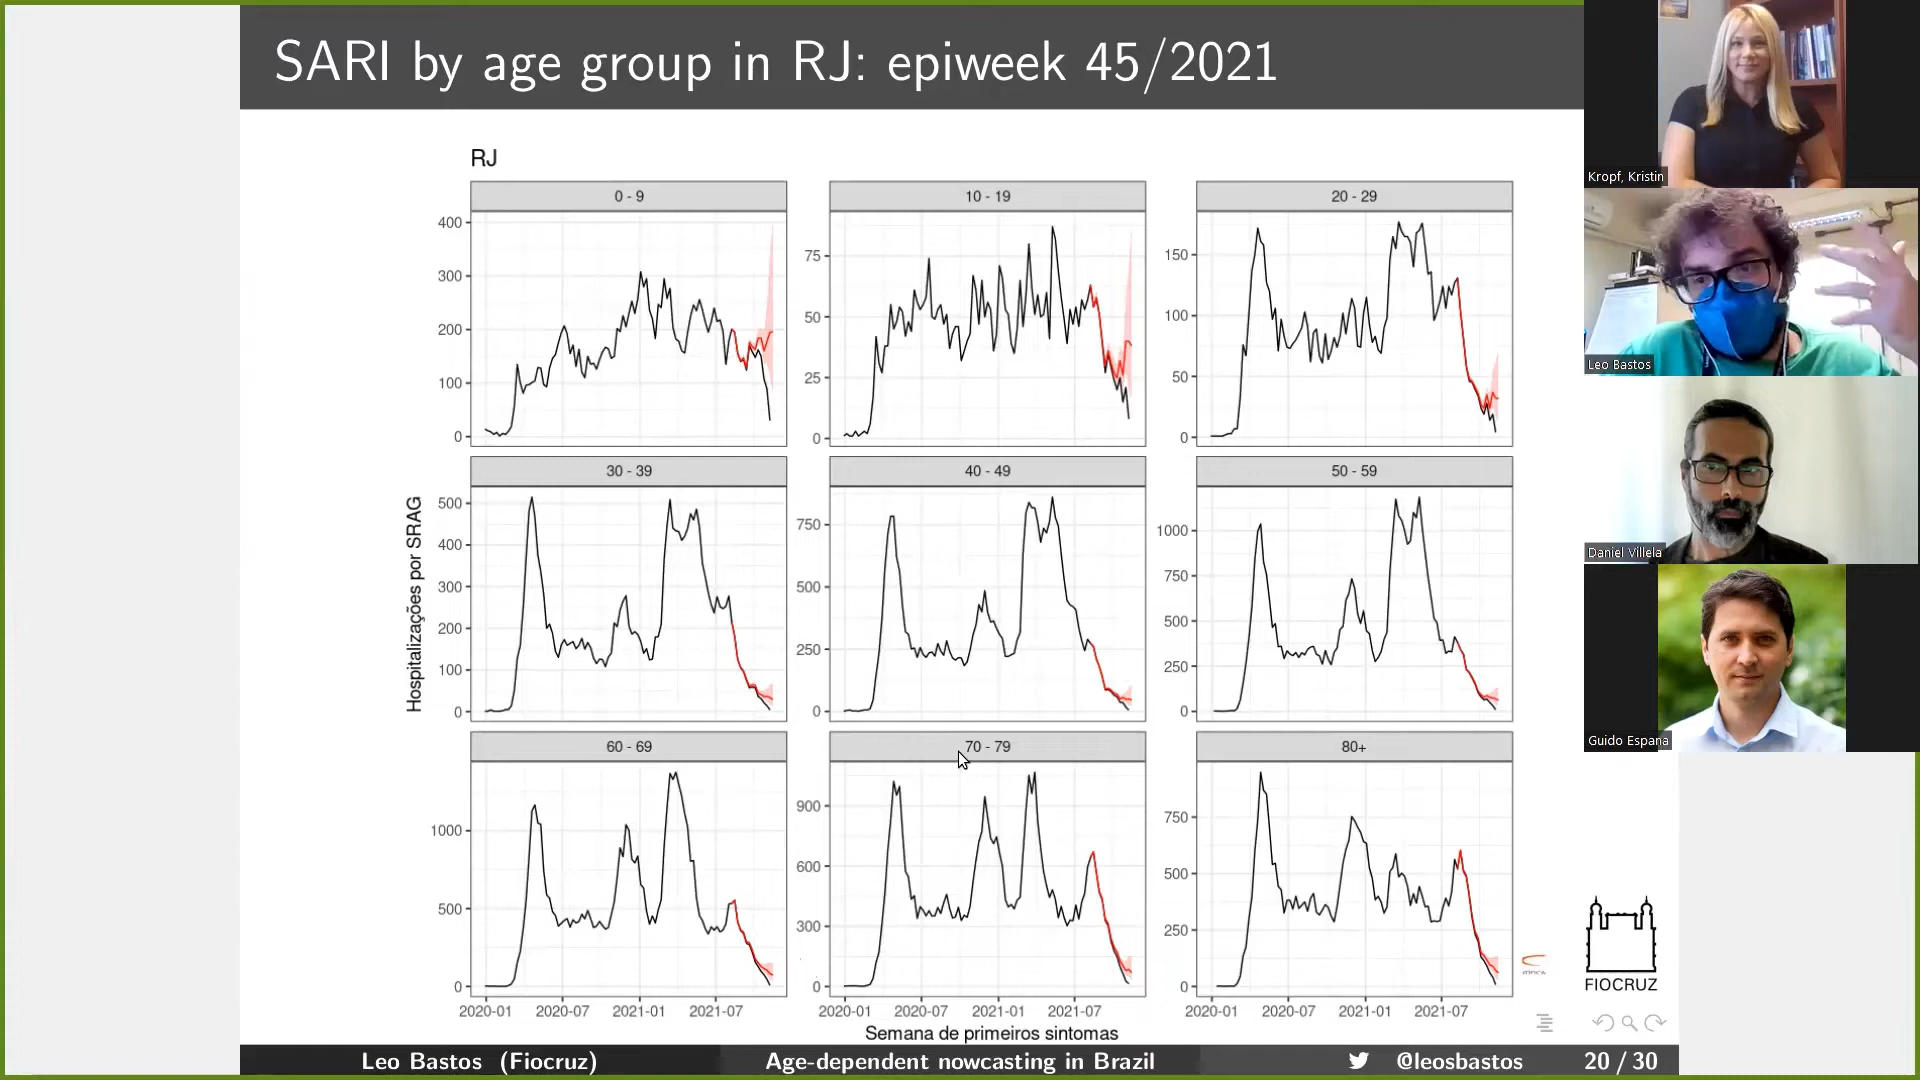 SARI by age group in RJ: epiweek 45/2021
RJ
0 - 9
10 - 19
20 - 29
400
300
200
100
0
75
50
25
0
150
100
50
0
30 - 39
40 - 49
50 - 59
Hospitalizações por SRAG
500
400
300
200
100
0
750
500
250
0
1000
750
500
250
0
60 - 69
70 - 79
80+
1000
500
0
900
600
300
0
750
500
250
0
2020-01 2020-07 2021-01 2021-07
2020-01 2020-07 2021-01 2021-07
2020-01 2020-07 2021-01 2021-07
Semana de primeiros sintomas
FIOCRUZ
Leo Bastos (Fiocruz) Age-dependent nowcasting in Brazil @leosbastos 20 / 30
Kropf, Kristin
Leo Bastos
Daniel Villela
Guido Espana